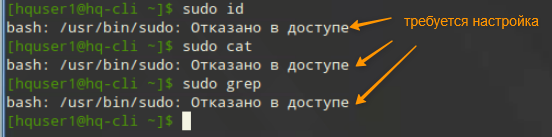 [hquser1@hq-cli ~]$ sudo id
bash: /usr/bin/sudo: Отказано в доступе
требуется настройка
[hquser1@hq-cli ~]$ sudo cat
bash: /usr/bin/sudo: Отказано в доступе
[hquser1@hq-cli ~]$ sudo grep
bash: /usr/bin/sudo: Отказано в доступе
[hquser1@hq-cli ~]$